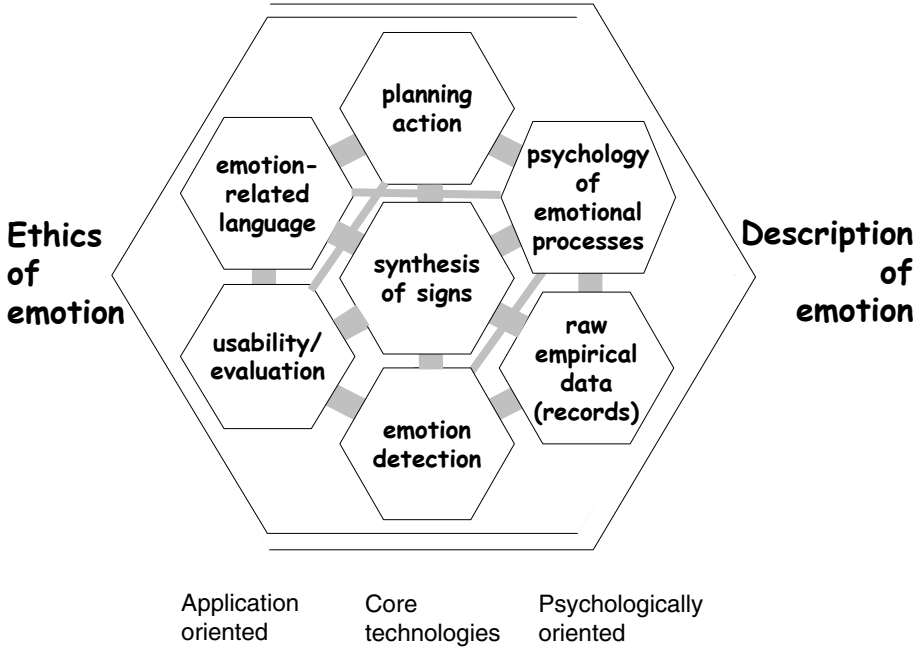 planning
action
emotion-
related
language
psychology
of
emotional
processes
Ethics
of
emotion
synthesis
of signs
Description
of
emotion
usability/
evaluation
raw
empirical
data
(records)
emotion
detection
Application
oriented
Core
technologies
Psychologically
oriented